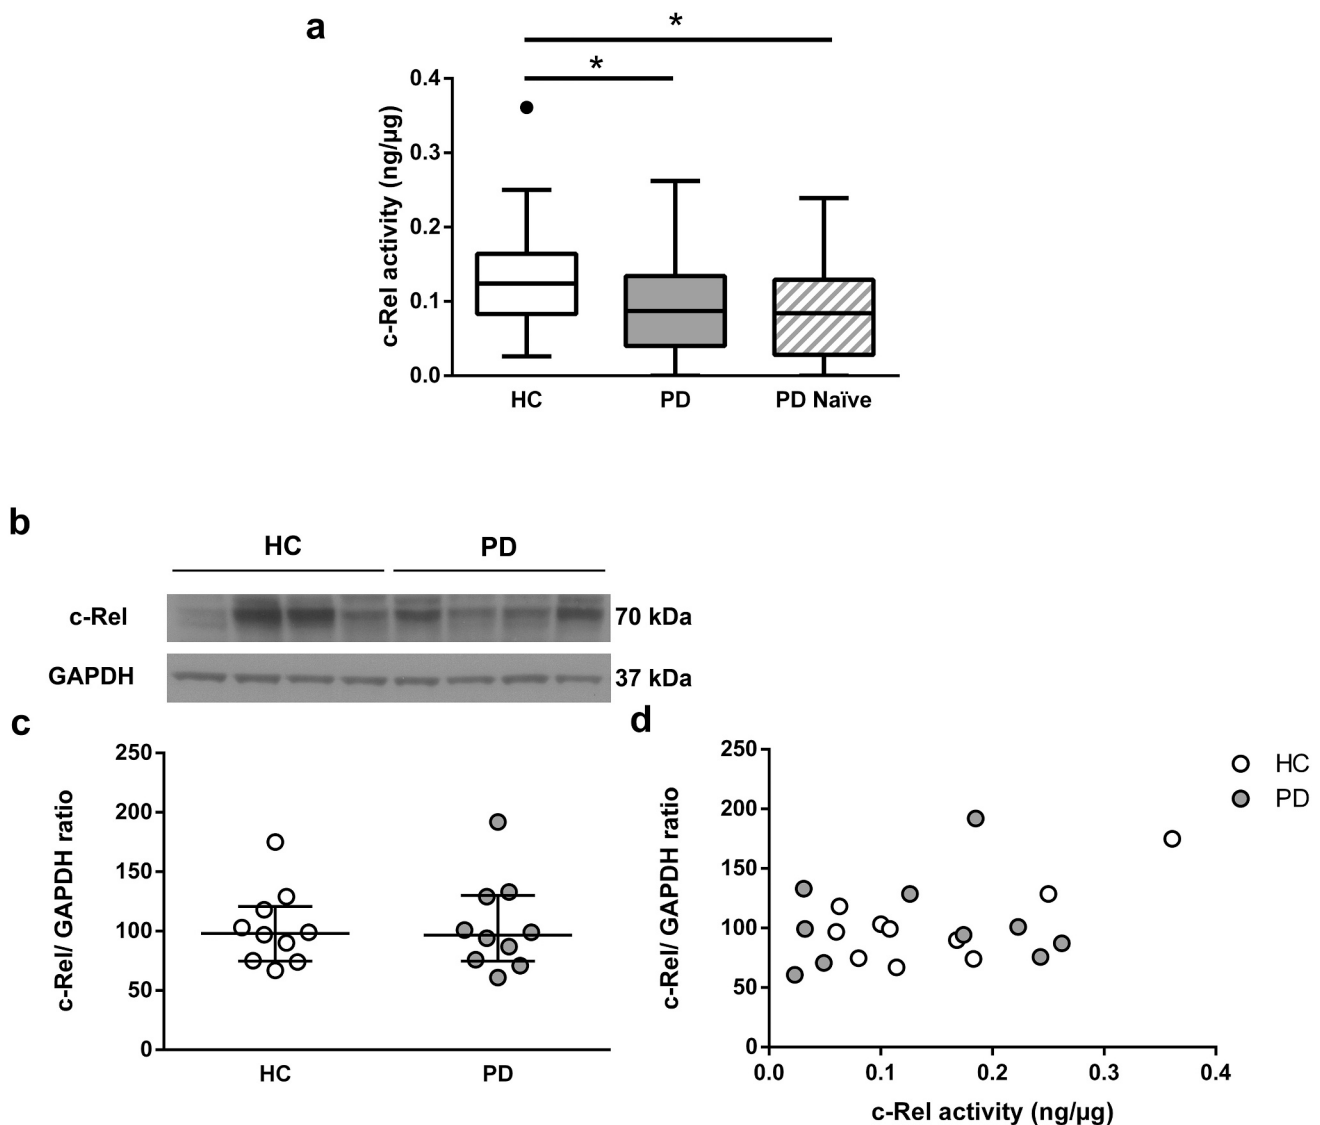 a
*
*
c-Rel activity (ng/µg)
0.4
0.3
0.2
0.1
0.0
HC PD PD Naïve
b
HC PD
c-Rel 70 kDa
GAPDH 37 kDa
c
c-Rel/ GAPDH ratio
250
200
150
100
50
0
HC PD
d
c-Rel/ GAPDH ratio
250
200
150
100
50
0
0.0 0.1 0.2 0.3 0.4
c-Rel activity (ng/µg)
HC
PD